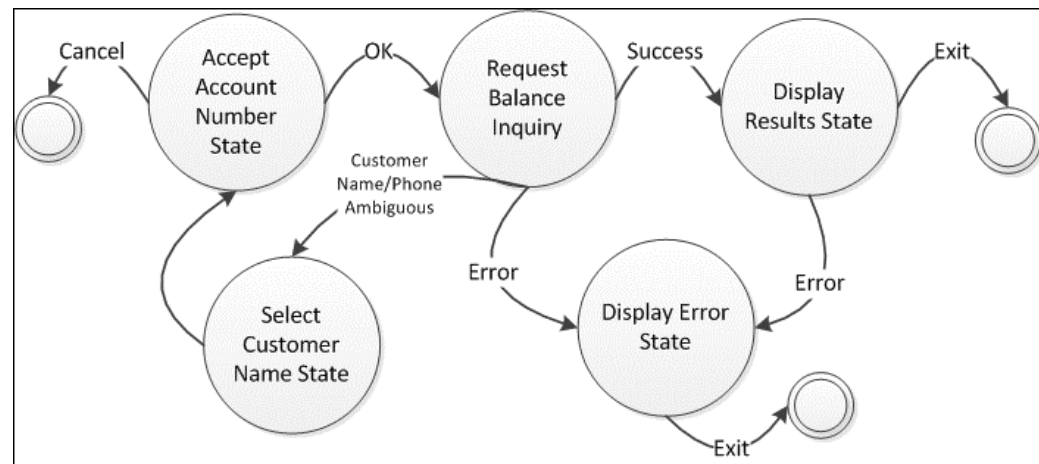 Cancel
Accept
Account
Number
State
OK
Request
Balance
Inquiry
Success
Display
Results State
Exit
Customer
Name/Phone
Ambiguous
Error
Error
Select
Customer
Name State
Display Error
State
Exit